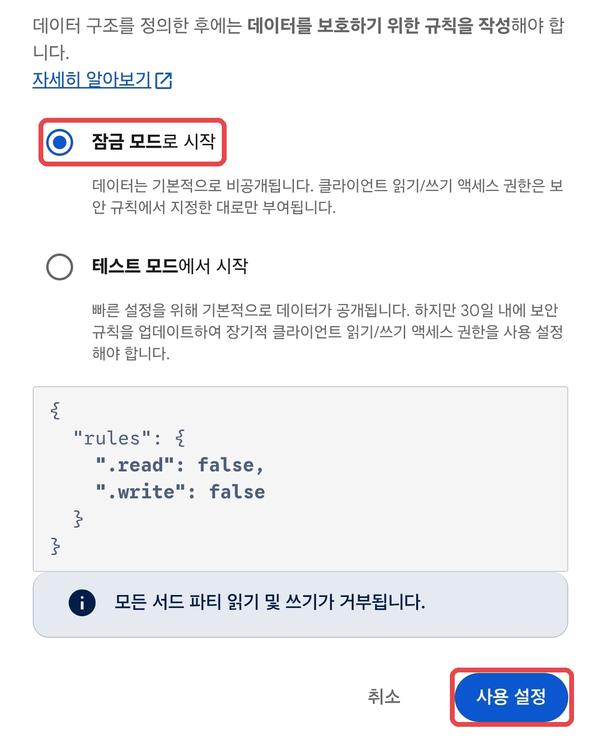 데이터 구조를 정의한 후에는 데이터를 보호하기 위한 규칙을 작성해야 합
니다.
자세히 알아보기
잠금 모드로 시작
데이터는 기본적으로 비공개됩니다. 클라이언트 읽기/쓰기 액세스 권한은 보
안 규칙에서 지정한 대로만 부여됩니다.
테스트 모드에서 시작
빠른 설정을 위해 기본적으로 데이터가 공개됩니다. 하지만 30일 내에 보안
규칙을 업데이트하여 장기적 클라이언트 읽기/쓰기 액세스 권한을 사용 설정
해야 합니다.
{
"rules": {
".read": false,
".write": false
}
}
모든 서드 파티 읽기 및 쓰기가 거부됩니다.
취소
사용 설정